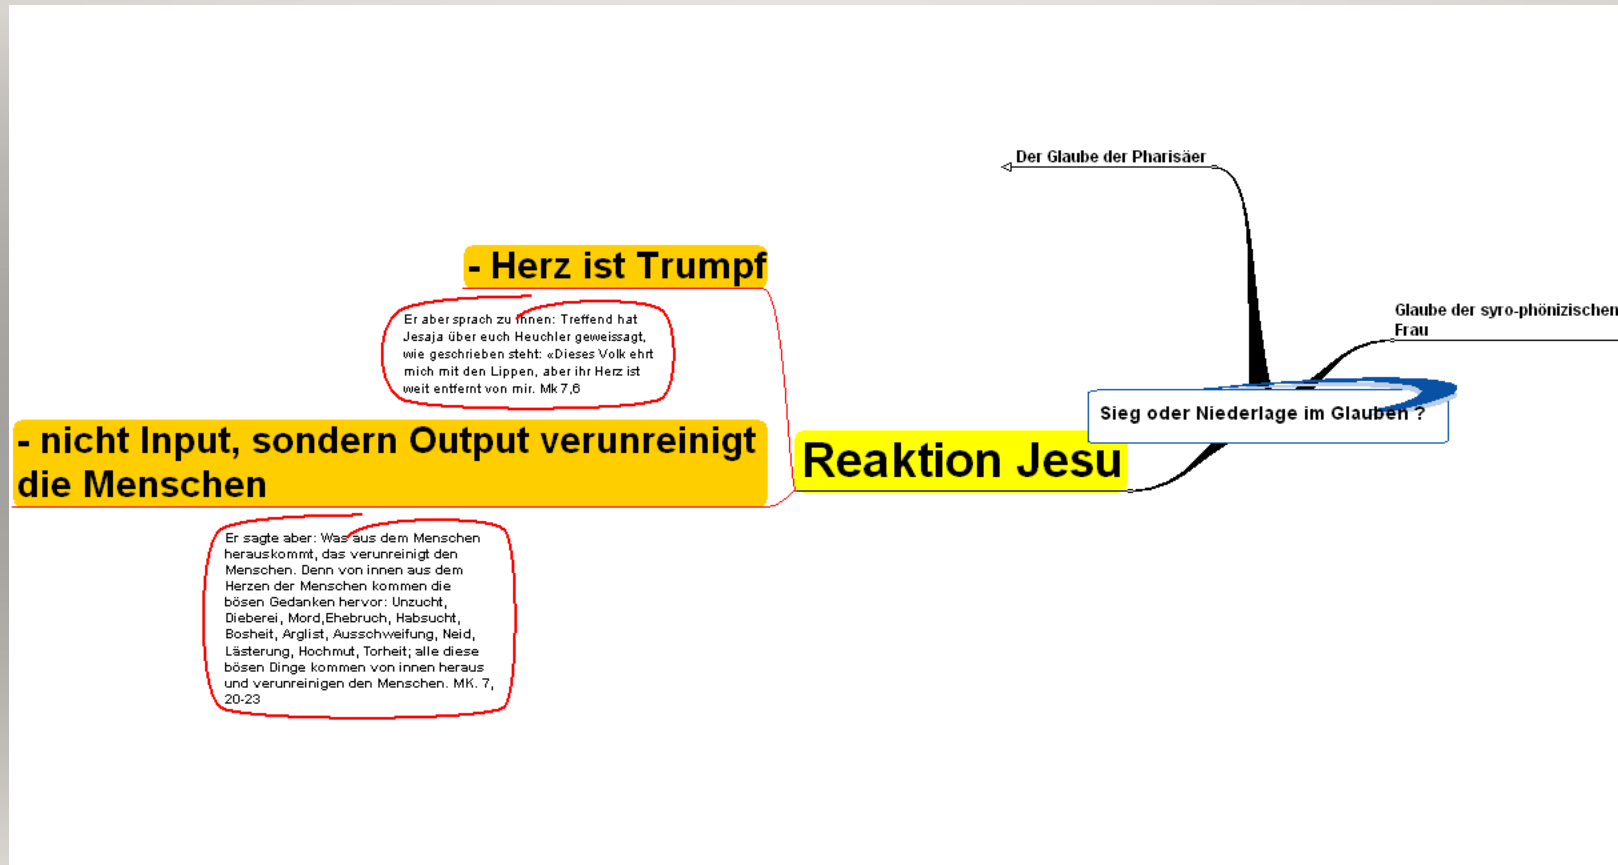 Der Glaube der Pharisäer
- Herz ist Trumpf
Er aber sprach zu ihnen: Treffend hat
Jesaja über euch Heuchler geweissagt,
wie geschrieben steht: «Dieses Volk ehrt
mich mit den Lippen, aber ihr Herz ist
weit entfernt von mir. Mk 7,6
Glaube der syro-phönizischen
Frau
Sieg oder Niederlage im Glauben ?
Reaktion Jesu
- nicht Input, sondern Output verunreinigt
die Menschen
Er sagte aber: Was aus dem Menschen
herauskommt, das verunreinigt den
Menschen. Denn von innen aus dem
Herzen der Menschen kommen die
bösen Gedanken hervor: Unzucht,
Dieberei, Mord,Ehebruch, Habsucht,
Bosheit, Arglist, Ausschweifung, Neid,
Lästerung, Hochmut, Torheit; alle diese
bösen Dinge kommen von innen heraus
und verunreinigen den Menschen. MK. 7,
20-23